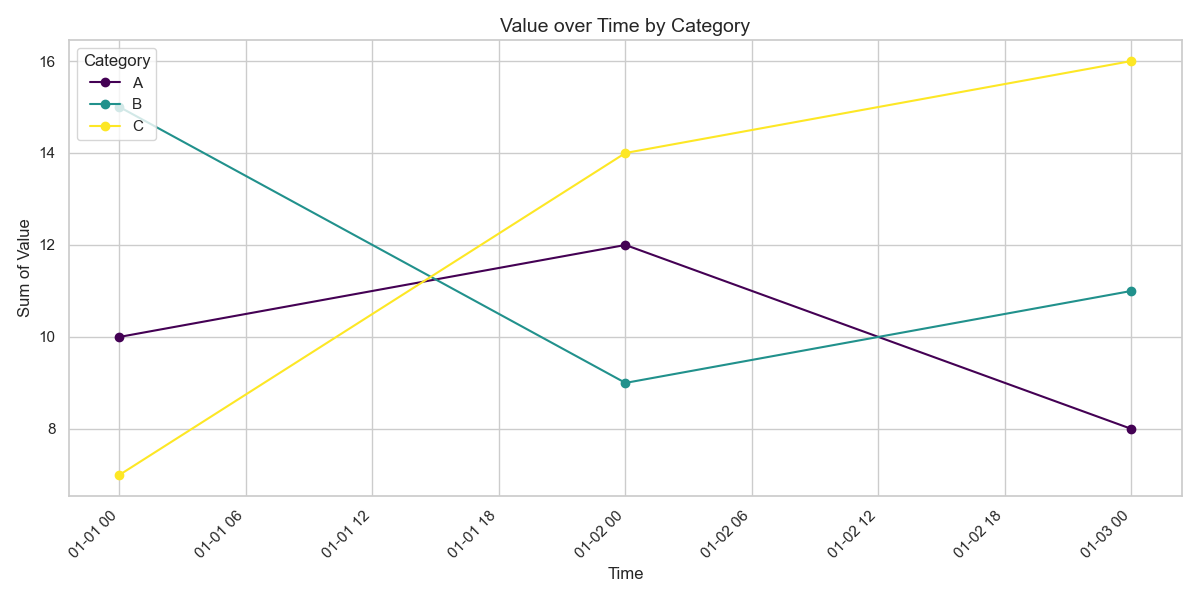 Value over Time by Category
Category
A
B
C
16
14
12
10
8
Sum of Value
01-01 00
01-01 06
01-01 12
01-01 18
01-02 00
01-02 06
01-02 12
01-02 18
01-03 00
Time